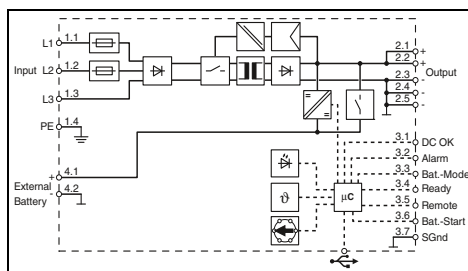 L1 1.1
Input L2 1.2
L3 1.3
PE 1.4
+ 4.1
External
Battery
- 4.2
= =
ϑ
µC
2.1 +
2.2 +
2.3 -
Output
2.4 -
2.5 -
3.1 DC OK
3.2 Alarm
3.3 Bat.-Mode
3.4 Ready
3.5 Remote
3.6 Bat.-Start
3.7 SGnd